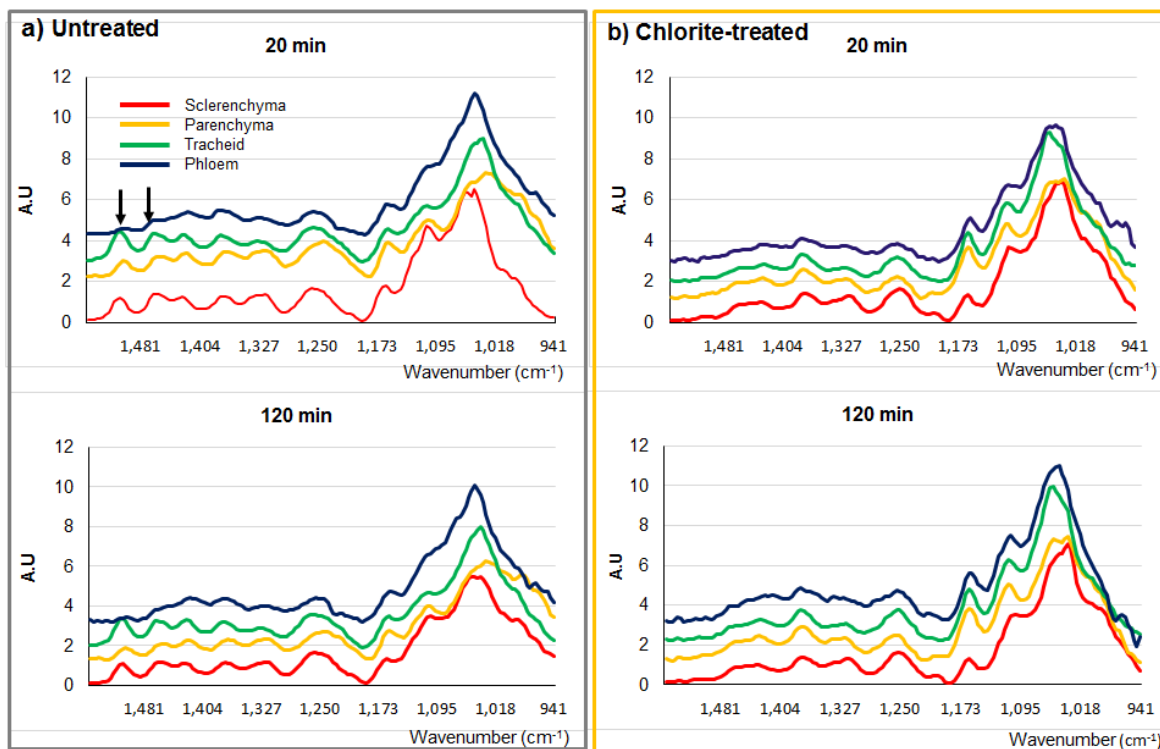 a) Untreated
20 min
12
10
8
6
4
2
0
A.U
Sclerenchyma
Parenchyma
Tracheid
Phloem
1,481 1,404 1,327 1,250 1,173 1,095 1,018 941
Wavenumber (cm-1)
120 min
12
10
8
6
4
2
0
A.U
1,481 1,404 1,327 1,250 1,173 1,095 1,018 941
Wavenumber (cm-1)
b) Chlorite-treated
20 min
12
10
8
6
4
2
0
A.U
1,481 1,404 1,327 1,250 1,173 1,095 1,018 941
Wavenumber (cm-1)
120 min
12
10
8
6
4
2
0
A.U
1,481 1,404 1,327 1,250 1,173 1,095 1,018 941
Wavenumber (cm-1)